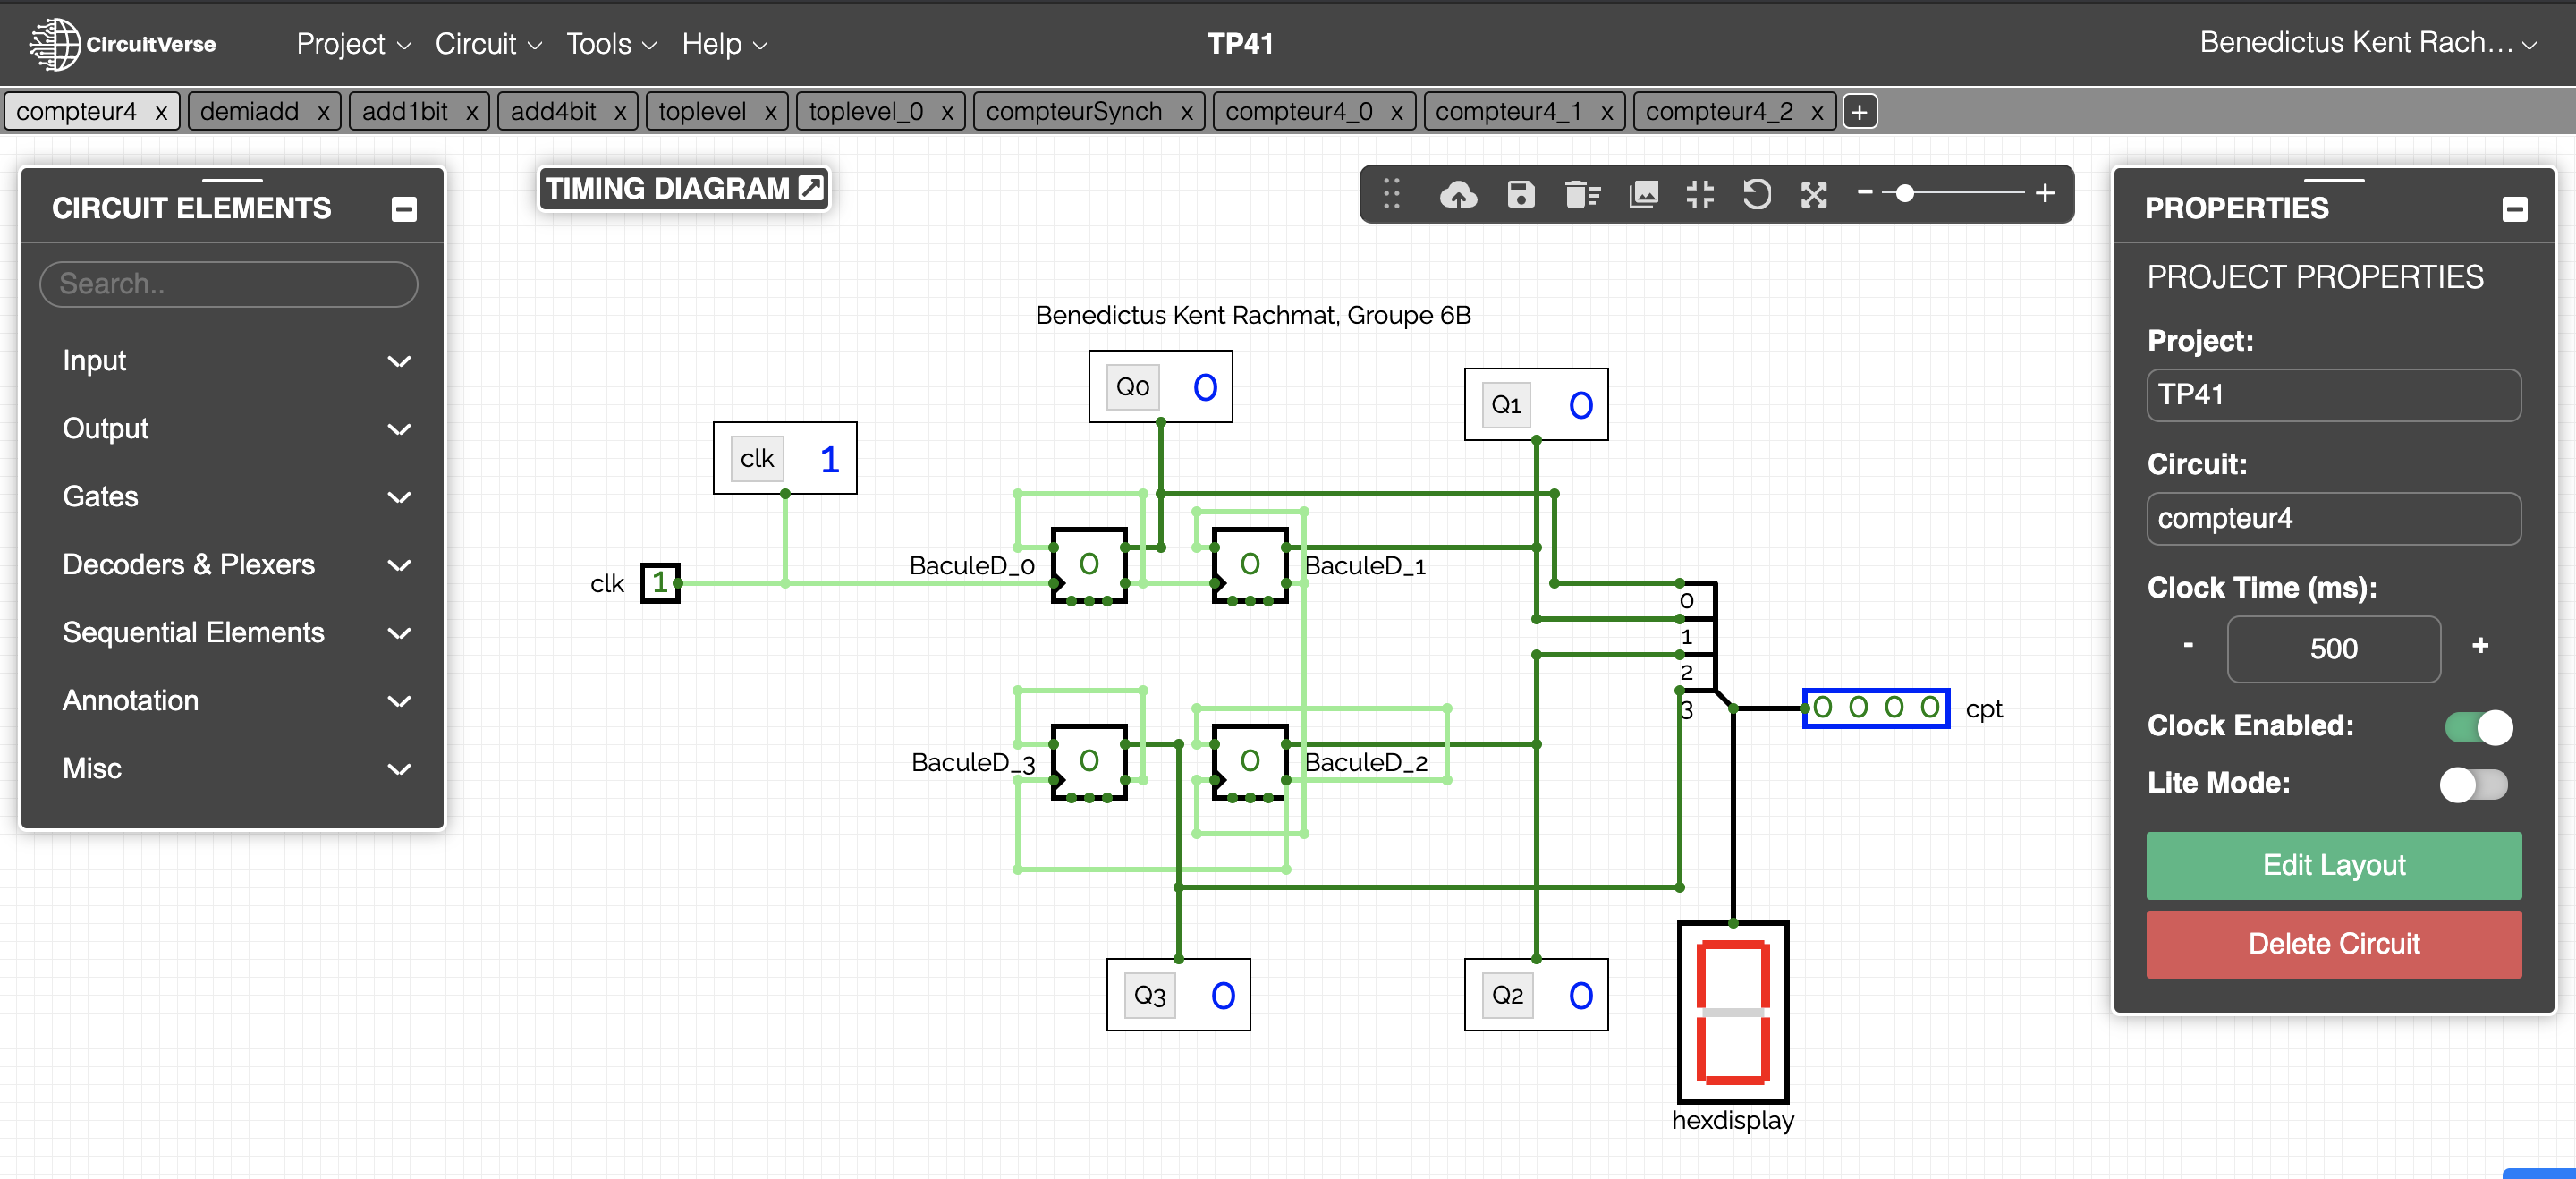 CircuitVerse Project Circuit Tools Help TP41 Benedictus Kent Rach...
compteur4 x demiadd x add1bit x add4bit x toplevel x toplevel_0 x compteurSynch x compteur4_0 x compteur4_1 x compteur4_2 x +
CIRCUIT ELEMENTS
Search..
Input
Output
Gates
Decoders & Plexers
Sequential Elements
Annotation
Misc
TIMING DIAGRAM
- +
Benedictus Kent Rachmat, Groupe 6B
Q0 0
Q1 0
clk 1
BaculeD_0 0
0 BaculeD_1
clk 1
0
1
2
3
0 0 0 0 cpt
BaculeD_3 0
0 BaculeD_2
Q3 0
Q2 0
0
hexdisplay
PROPERTIES
PROJECT PROPERTIES
Project:
TP41
Circuit:
compteur4
Clock Time (ms):
- 500 +
Clock Enabled:
Lite Mode:
Edit Layout
Delete Circuit